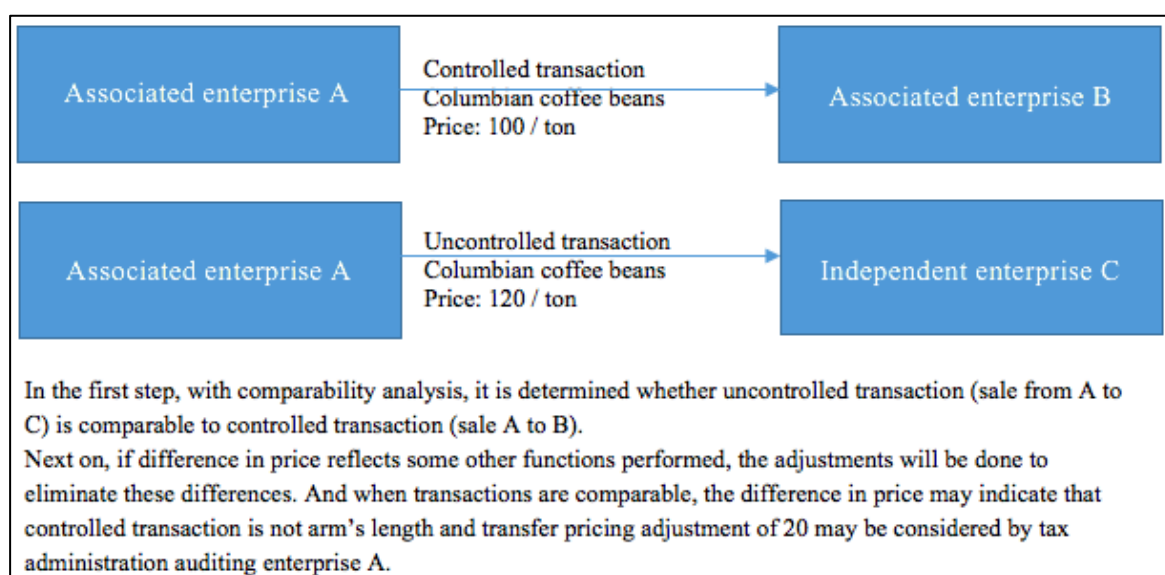 Associated enterprise A
Controlled transaction
Columbian coffee beans
Price: 100 / ton
Associated enterprise B
Associated enterprise A
Uncontrolled transaction
Columbian coffee beans
Price: 120 / ton
Independent enterprise C
In the first step, with comparability analysis, it is determined whether uncontrolled transaction (sale from A to
C) is comparable to controlled transaction (sale A to B).
Next on, if difference in price reflects some other functions performed, the adjustments will be done to
eliminate these differences. And when transactions are comparable, the difference in price may indicate that
controlled transaction is not arm’s length and transfer pricing adjustment of 20 may be considered by tax
administration auditing enterprise A.